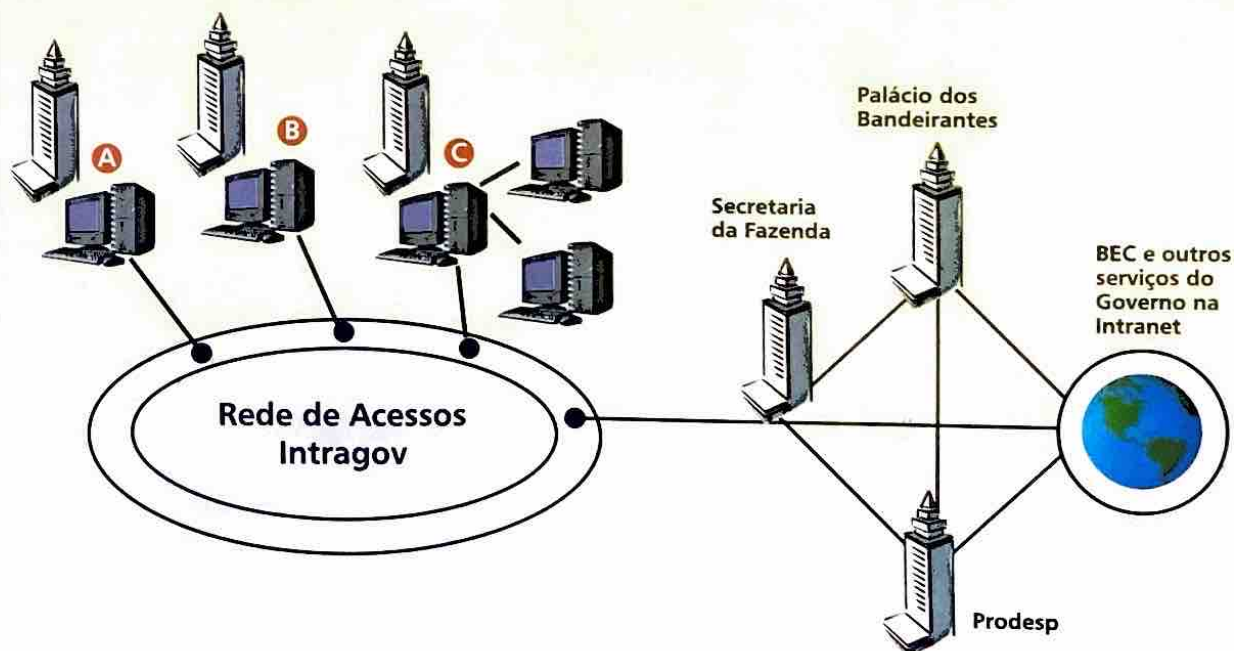 A
B
C
Palácio dos
Bandeirantes
Secretaria
da Fazenda
BEC e outros
serviços do
Governo na
Intranet
Rede de Acessos
Intragov
Prodesp